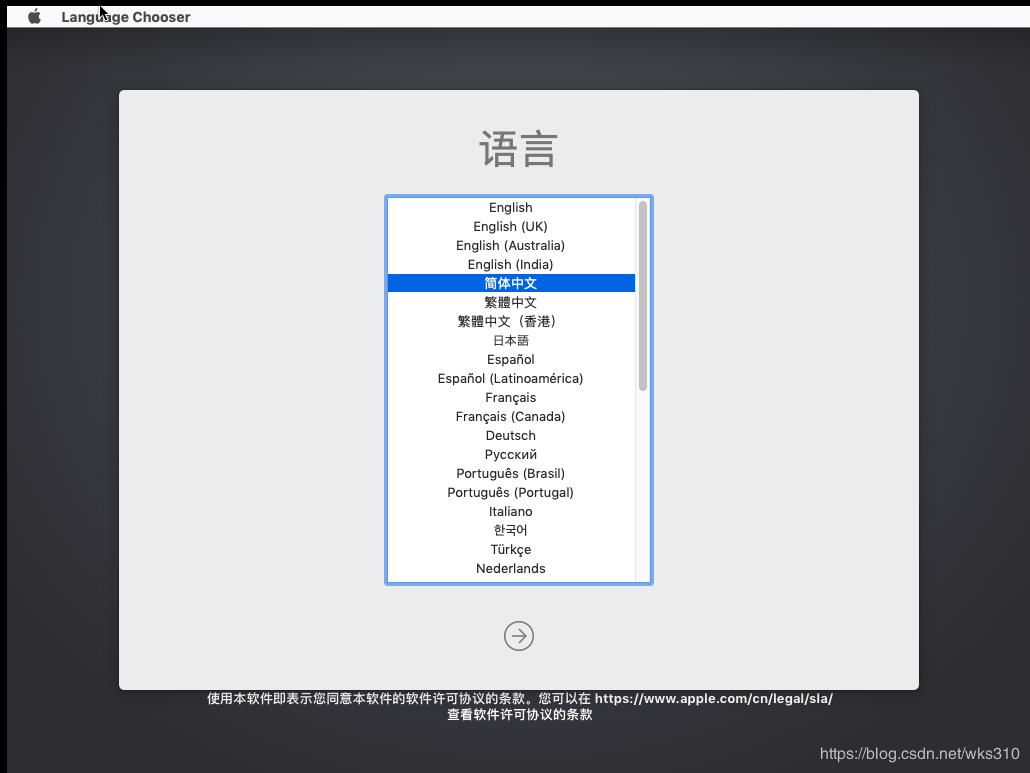 Language Chooser
语言
English
English (UK)
English (Australia)
English (India)
简体中文
繁體中文
繁體中文（香港）
日本語
Español
Español (Latinoamérica)
Français
Français (Canada)
Deutsch
Русский
Português (Brasil)
Português (Portugal)
Italiano
한국어
Türkçe
Nederlands
使用本软件即表示您同意本软件的软件许可协议的条款。您可以在 https://www.apple.com/cn/legal/sla/
查看软件许可协议的条款
https://blog.csdn.net/wks310